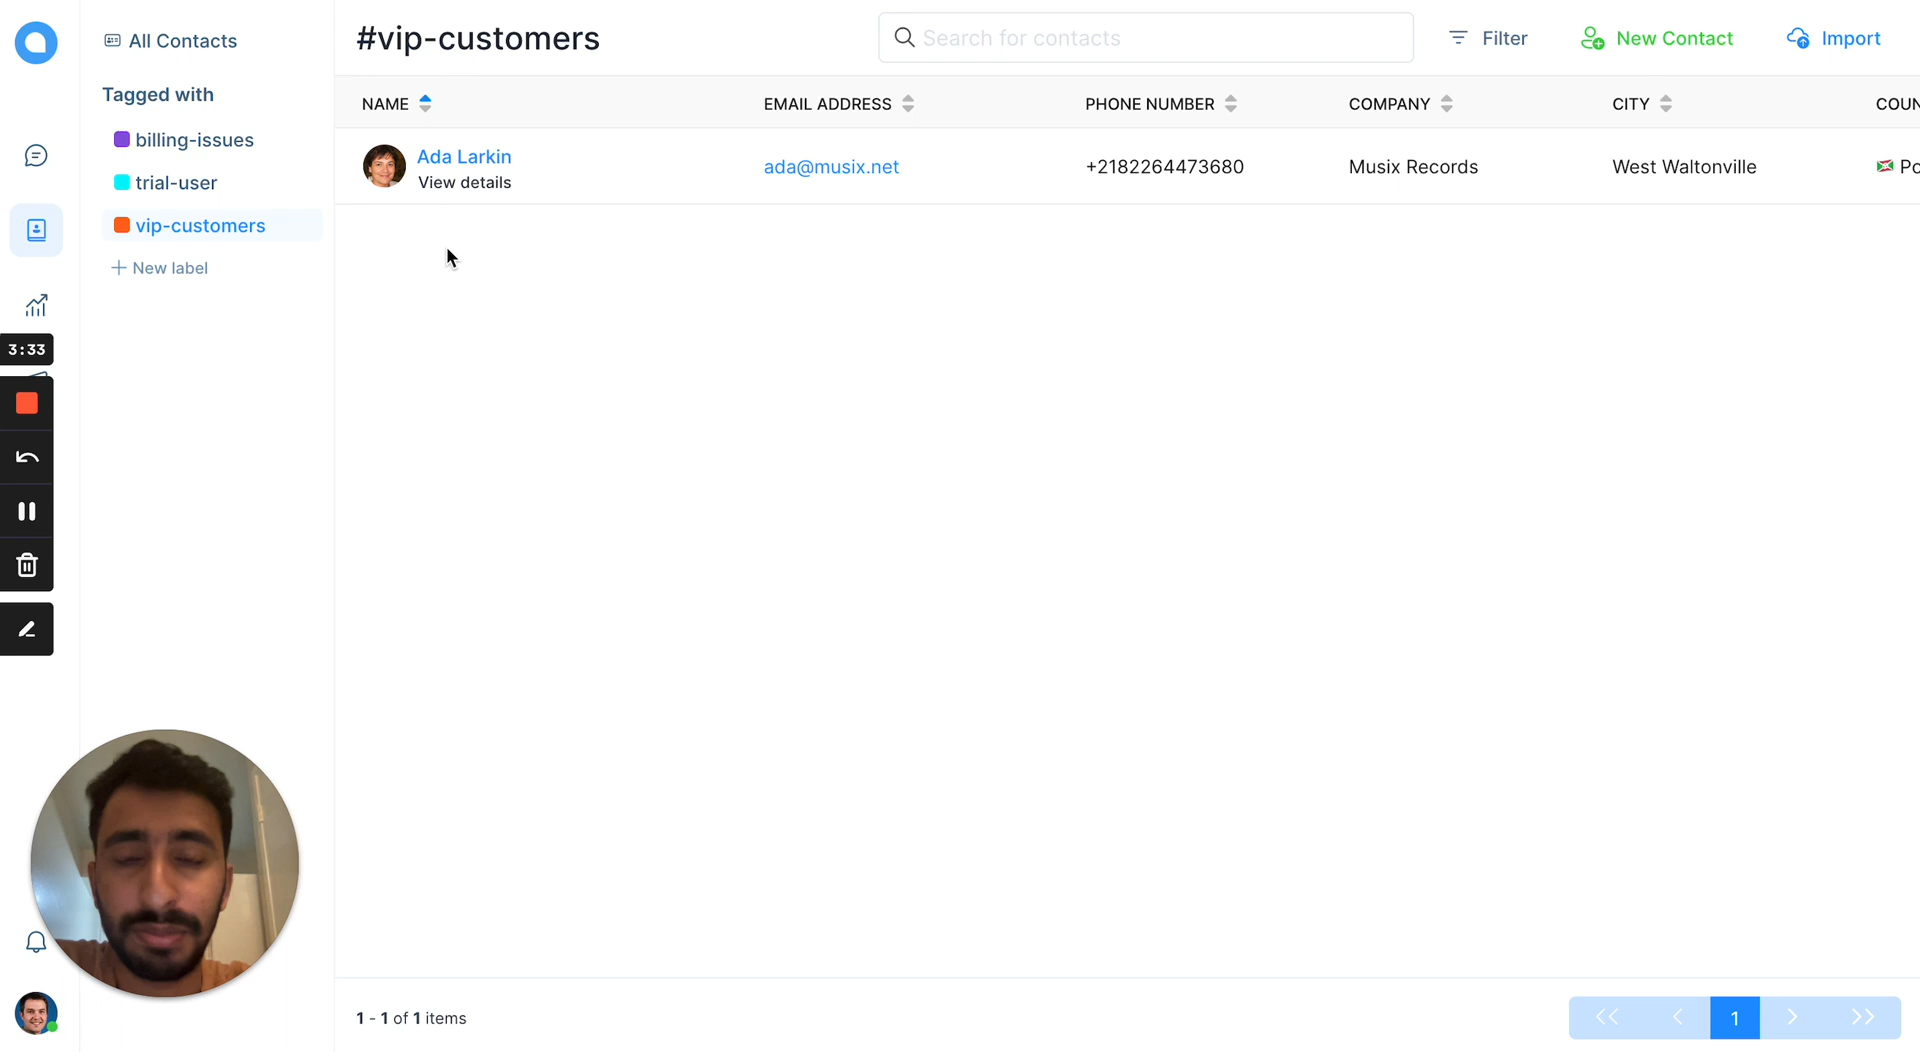 All Contacts
Tagged with
billing-issues
trial-user
vip-customers
New label
3:33
#vip-customers
Search for contacts
Filter
New Contact
Import
NAME
EMAIL ADDRESS
PHONE NUMBER
COMPANY
CITY
COUN
Ada Larkin
View details
ada@musix.net
+2182264473680
Musix Records
West Waltonville
Po
1 - 1 of 1 items
<<
<
1
>
>>